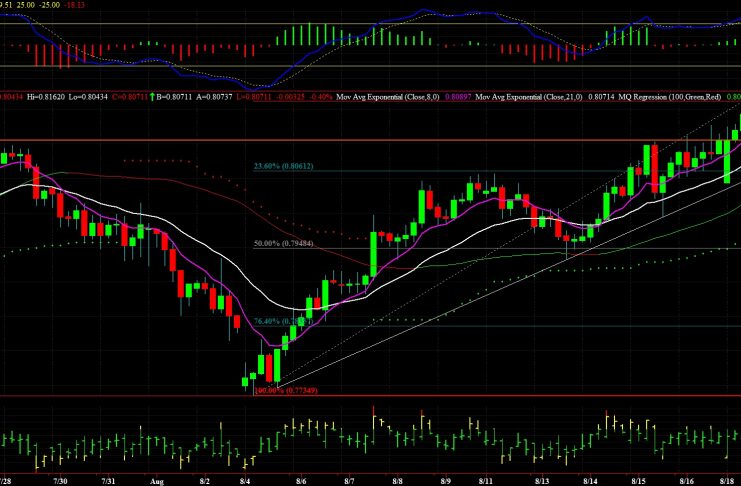 9.51 25.00 -25.00 -18.13
0.80434 Hi=0.81620 Lo=0.80434 C=0.80711 B=0.80711 A=0.80737 L=0.80711 -0.00325 -0.40% Mov Avg Exponential (Close,8,0) 0.80897 Mov Avg Exponential (Close,21,0) 0.80714 MQ Regression (100,Green,Red) 0.80
23.60% (0.80612)
50.00% (0.79484)
76.40%
100.00% (0.77349)
7/28 7/30 7/31 Aug 8/2 8/4 8/6 8/7 8/8 8/9 8/11 8/13 8/14 8/15 8/16 8/18